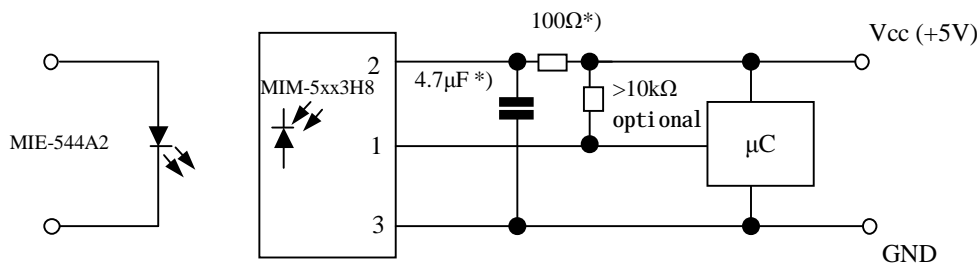 100Ω*)
Vcc (+5V)
2
4.7μF *)
MIM-5xx3H8
>10kΩ
optional
MIE-544A2
1
μC
3
GND